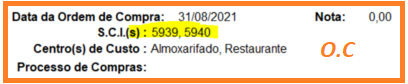 Data da Ordem de Compra: 31/08/2021 Nota: 0,00
S.C.I.(s) : 5939, 5940
Centro(s) de Custo : Almoxarifado, Restaurante O.C
Processo de Compras: